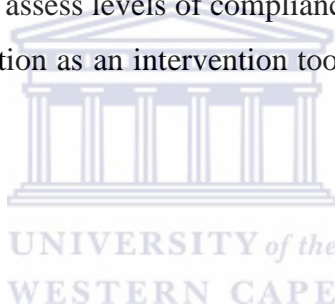 assess levels of compliance
tion as an intervention too
UNIVERSITY of the
WESTERN CAPE